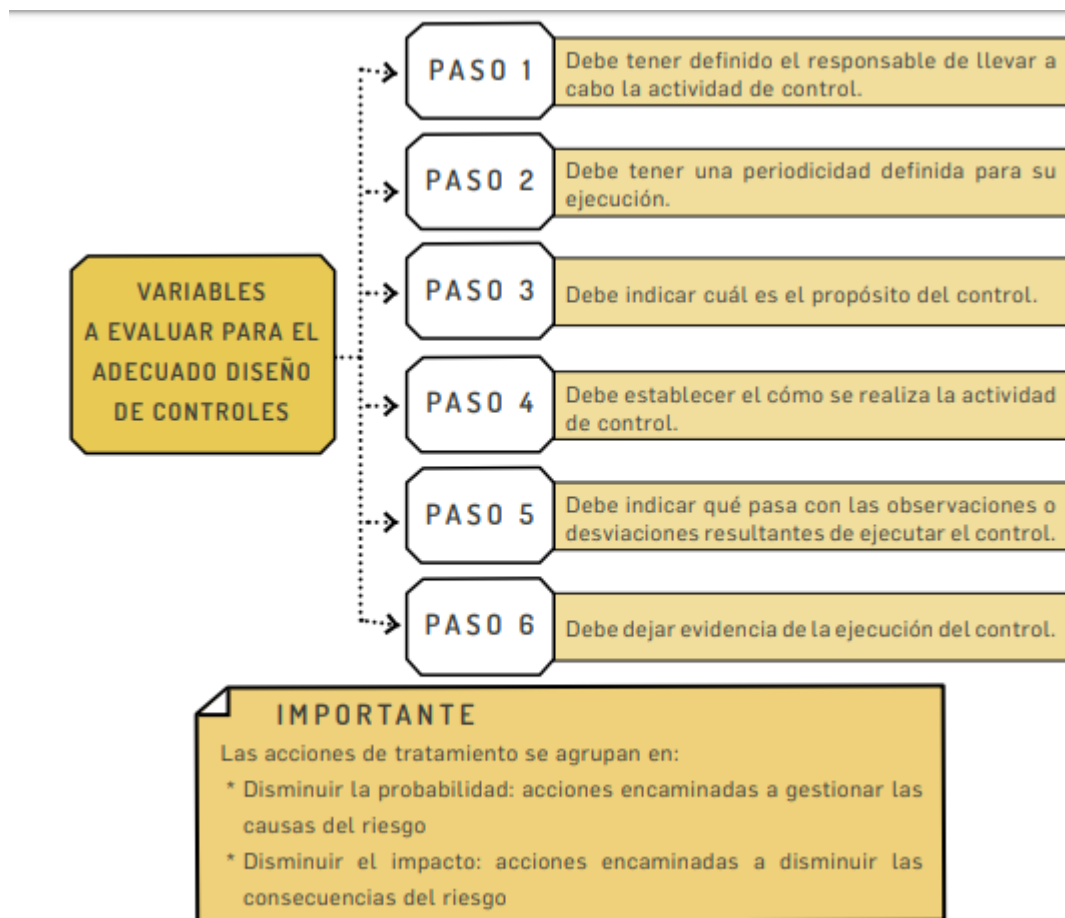 VARIABLES
A EVALUAR PARA EL
ADECUADO DISEÑO
DE CONTROLES
PASO 1
Debe tener definido el responsable de llevar a
cabo la actividad de control.
PASO 2
Debe tener una periodicidad definida para su
ejecución.
PASO 3
Debe indicar cuál es el propósito del control.
PASO 4
Debe establecer el cómo se realiza la actividad
de control.
PASO 5
Debe indicar qué pasa con las observaciones o
desviaciones resultantes de ejecutar el control.
PASO 6
Debe dejar evidencia de la ejecución del control.
IMPORTANTE
Las acciones de tratamiento se agrupan en:
* Disminuir la probabilidad: acciones encaminadas a gestionar las
causas del riesgo
* Disminuir el impacto: acciones encaminadas a disminuir las
consecuencias del riesgo